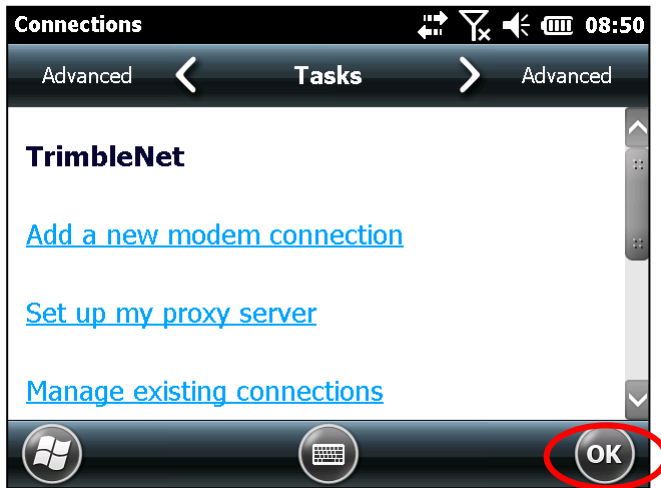 Connections 08:50
Advanced Tasks Advanced
TrimbleNet
Add a new modem connection
Set up my proxy server
Manage existing connections
OK